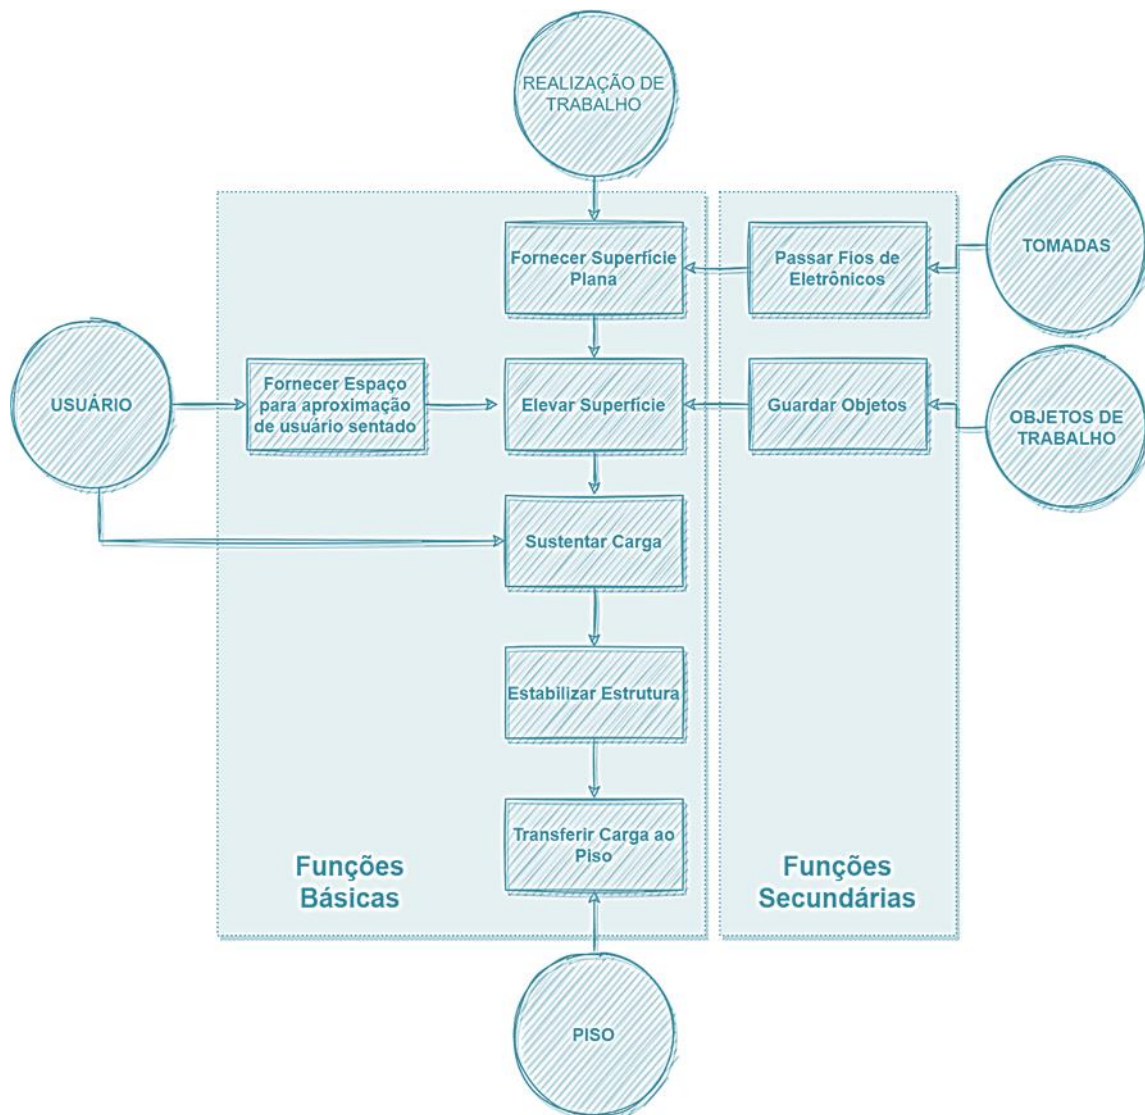 REALIZAÇÃO DE
TRABALHO
Fornecer Superfície
Plana
Passar Fios de
Eletrônicos
TOMADAS
USUÁRIO
Fornecer Espaço
para aproximação
de usuário sentado
Elevar Superfície
Guardar Objetos
OBJETOS DE
TRABALHO
Sustentar Carga
Estabilizar Estrutura
Transferir Carga ao
Piso
Funções
Básicas
Funções
Secundárias
PISO